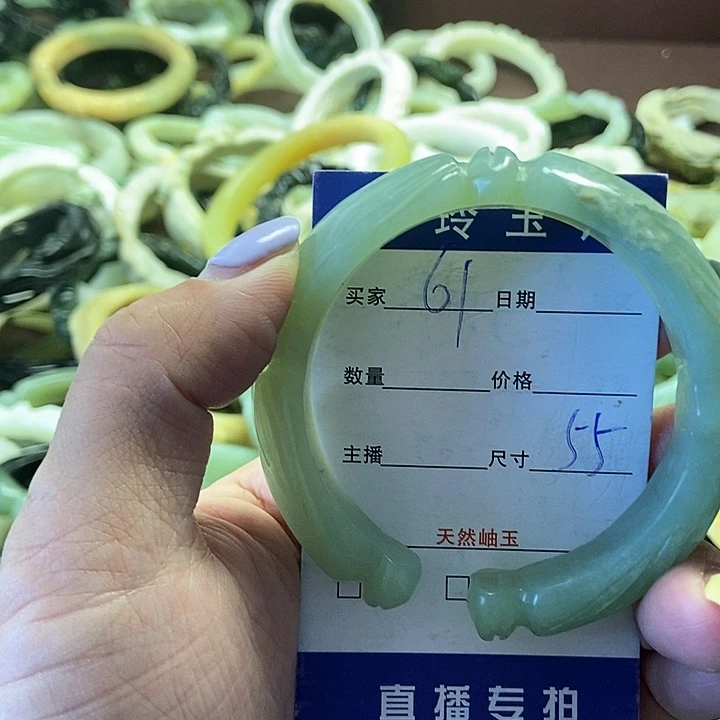 玲玉
买家 61 日期
数量 价格
主播 尺寸 55
天然岫玉
直播专拍